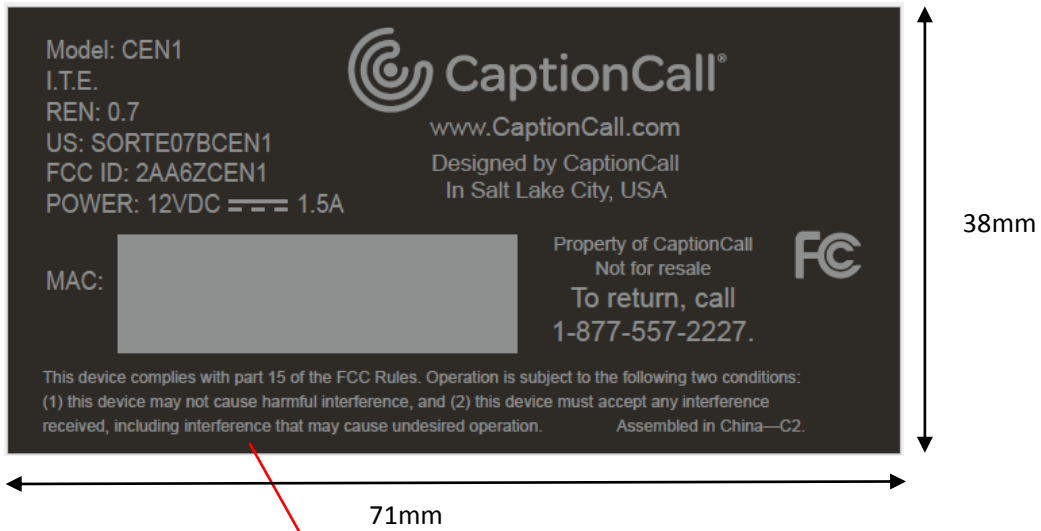 Model: CEN1
I.T.E.
REN: 0.7
US: SORTE07BCEN1
FCC ID: 2AA6ZCEN1
POWER: 12VDC 1.5A
CaptionCall®
www.CaptionCall.com
Designed by CaptionCall
In Salt Lake City, USA
MAC:
Property of CaptionCall
Not for resale
To return, call
1-877-557-2227.
FC
This device complies with part 15 of the FCC Rules. Operation is subject to the following two conditions:
(1) this device may not cause harmful interference, and (2) this device must accept any interference
received, including interference that may cause undesired operation. Assembled in China—C2.
38mm
71mm